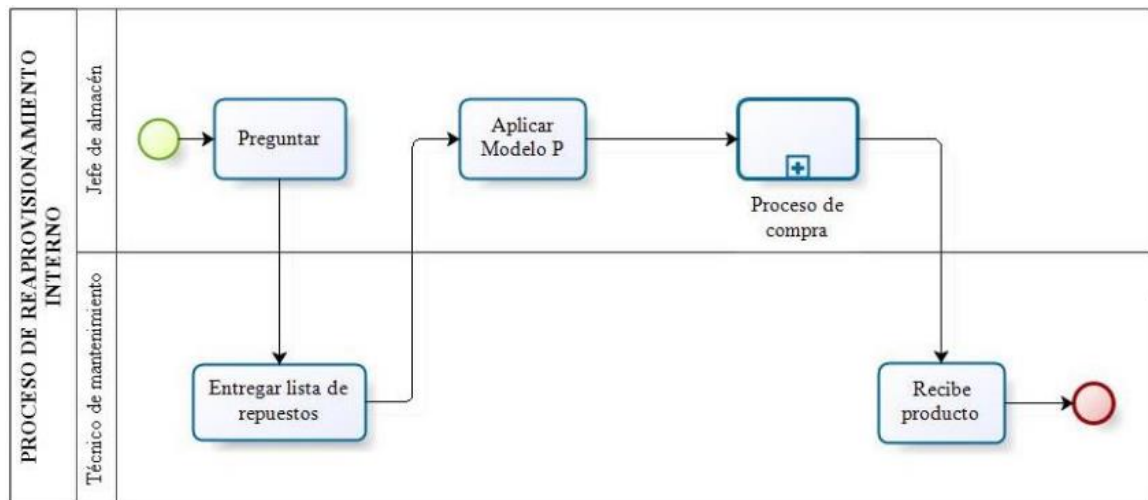 PROCESO DE REAPROVISIONAMIENTO
INTERNO
Jefe de almacén
Preguntar
Aplicar
Modelo P
Proceso de
compra
Técnico de mantenimiento
Entregar lista de
repuestos
Recibe
producto